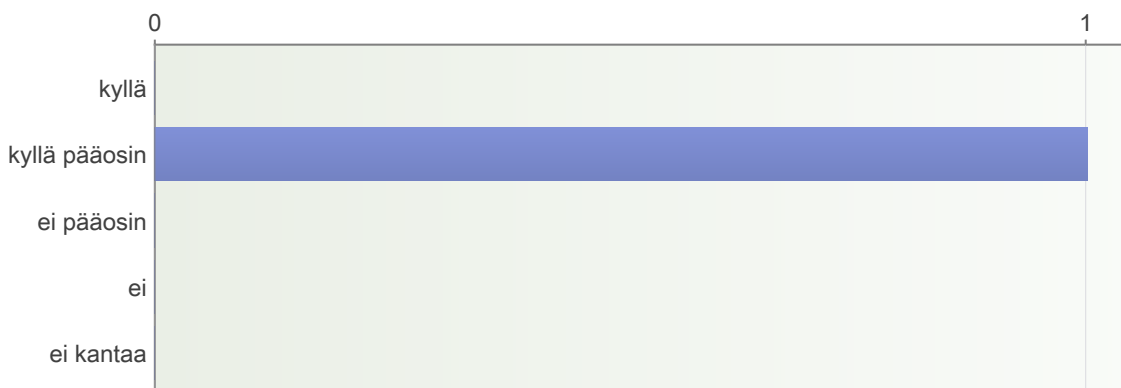 0 1
kyllä
kyllä pääosin
ei pääosin
ei
ei kantaa